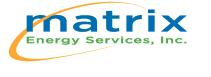 matrix
Energy Services, Inc.